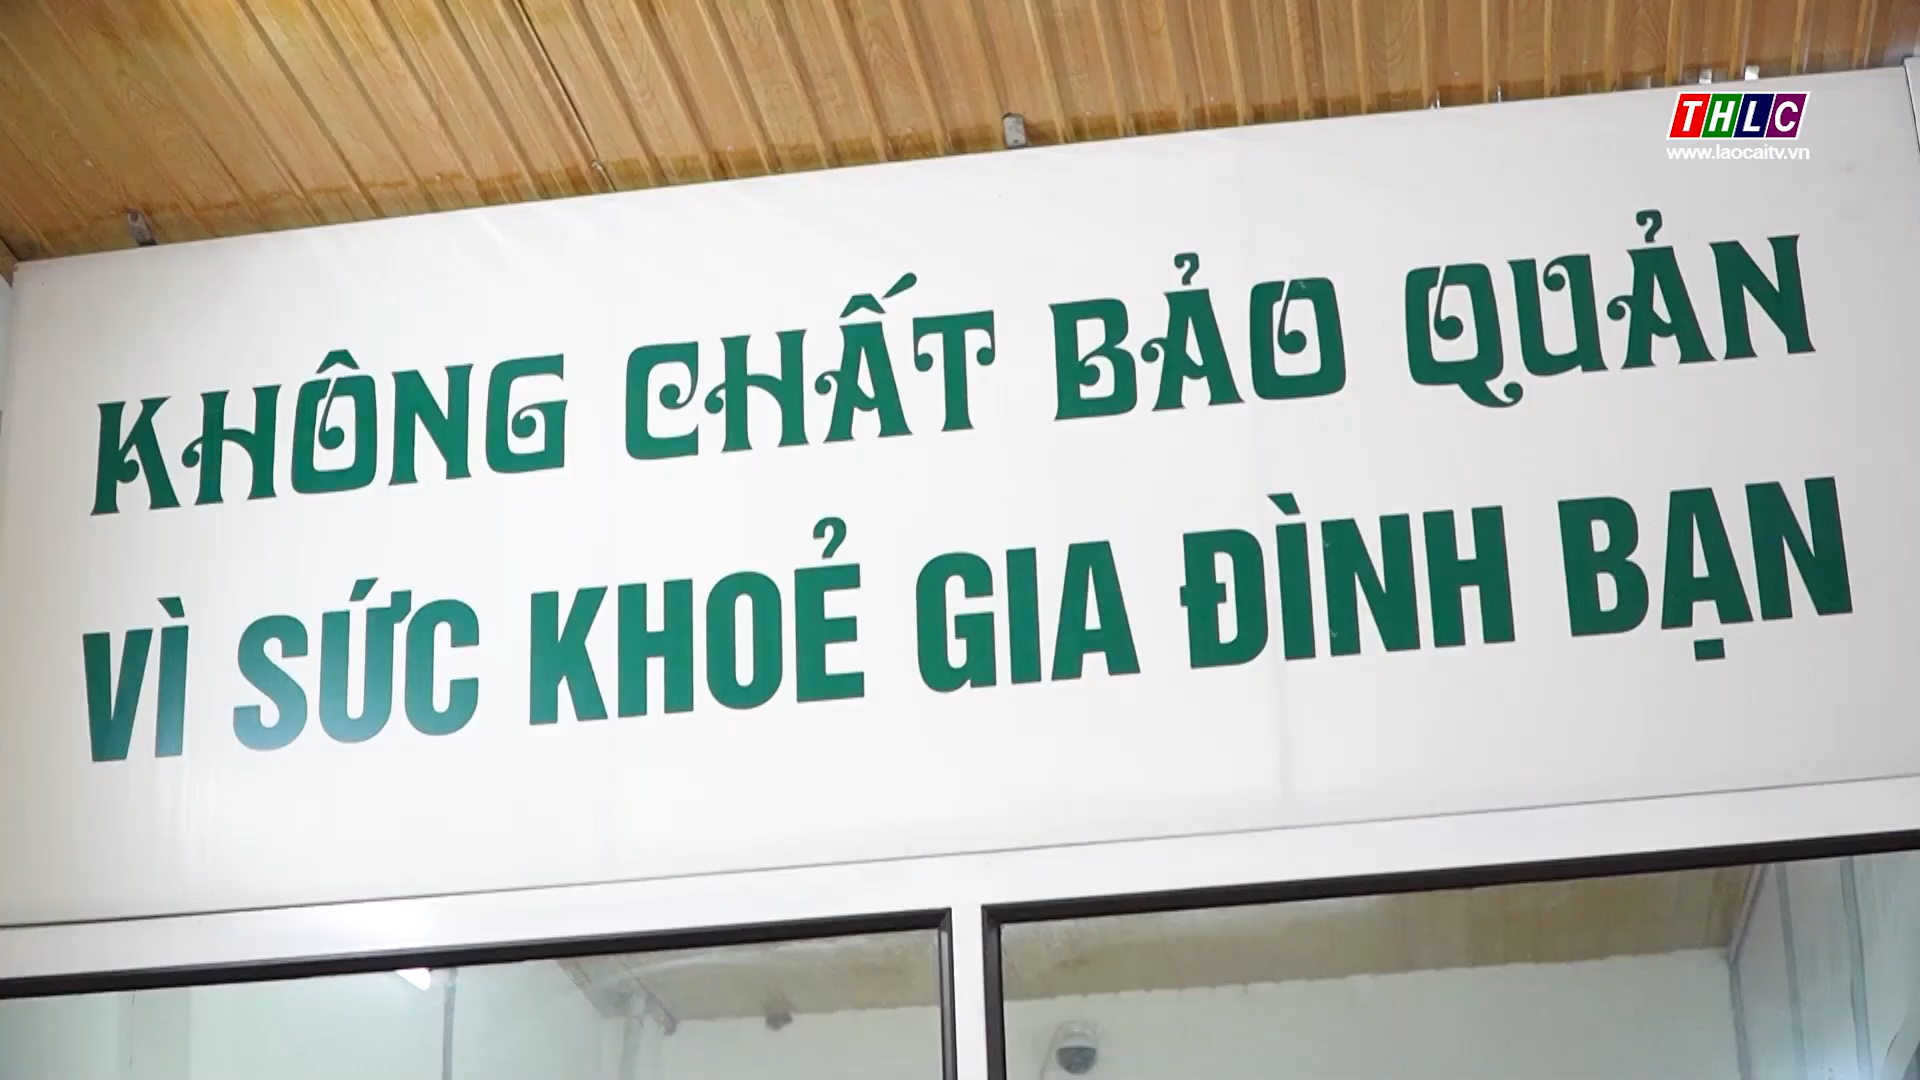 THLC
www.laocaitv.vn
KHÔNG CHẤT BẢO QUẢN
VÌ SỨC KHOẺ GIA ĐÌNH BẠN